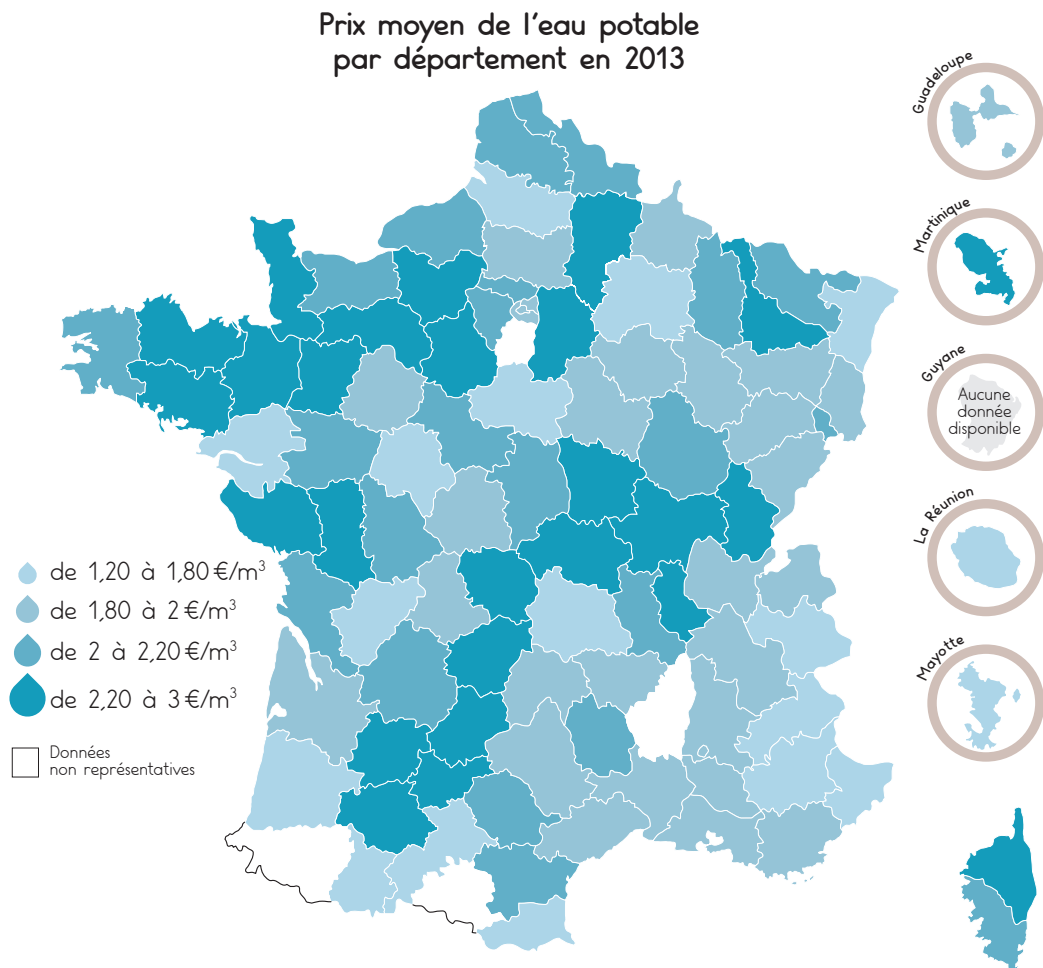 Prix moyen de l'eau potable
par département en 2013
Guadeloupe
Martinique
Guyane
Aucune
donnée
disponible
La Réunion
Mayotte
de 1,20 à 1,80 €/m³
de 1,80 à 2 €/m³
de 2 à 2,20 €/m³
de 2,20 à 3 €/m³
Données
non représentatives